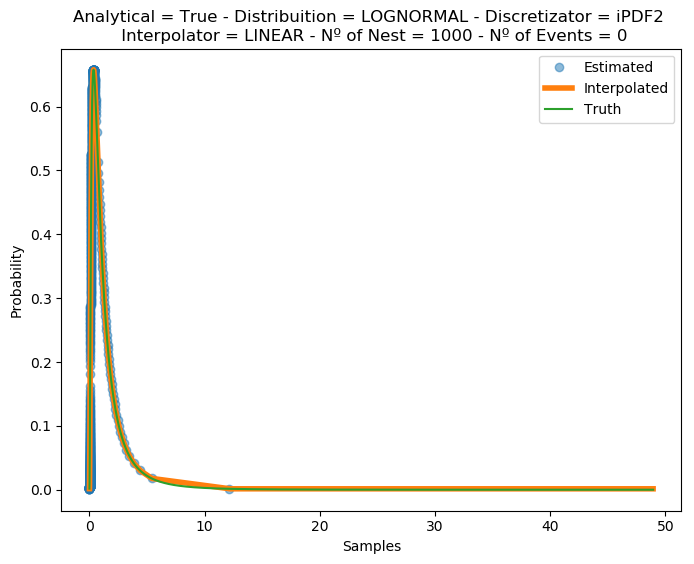 Analytical = True - Distribuition = LOGNORMAL - Discretizator = iPDF2
Interpolator = LINEAR - Nº of Nest = 1000 - Nº of Events = 0
Estimated
Interpolated
Truth
Probability
0.6
0.5
0.4
0.3
0.2
0.1
0.0
0
10
20
30
40
50
Samples